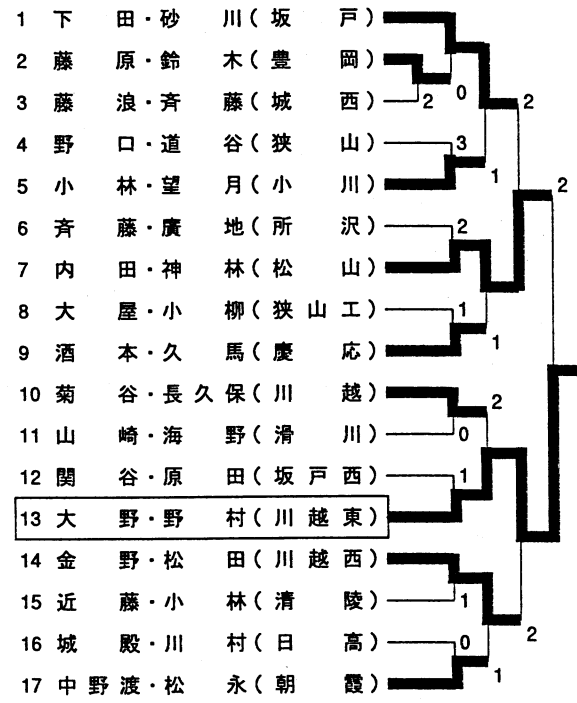 1 下田・砂川(坂戸)
2 藤原・鈴木(豊岡)
3 藤浪・斉藤(城西)
2 0 2
4 野口・道谷(狭山) 3
5 小林・望月(小川) 1
2
6 斉藤・廣地(所沢) 2
7 内田・神林(松山)
8 大屋・小柳(狭山工) 1
9 酒本・久馬(慶応) 1
10 菊谷・長久保(川越) 2
11 山崎・海野(滑川) 0
12 関谷・原田(坂戸西) 1
13 大野・野村(川越東)
14 金野・松田(川越西)
15 近藤・小林(清陵) 1
2
16 城殿・川村(日高) 0
17 中野渡・松永(朝霞) 1